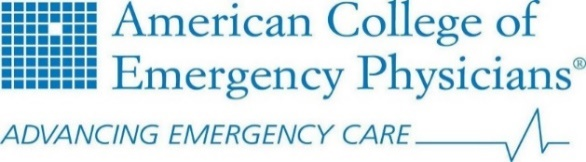 American College of
Emergency Physicians®
ADVANCING EMERGENCY CARE